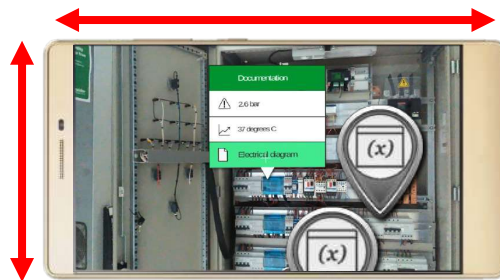 Documentation
2,6 bar
37 degrees C
Electrical diagram
(x)
(x)